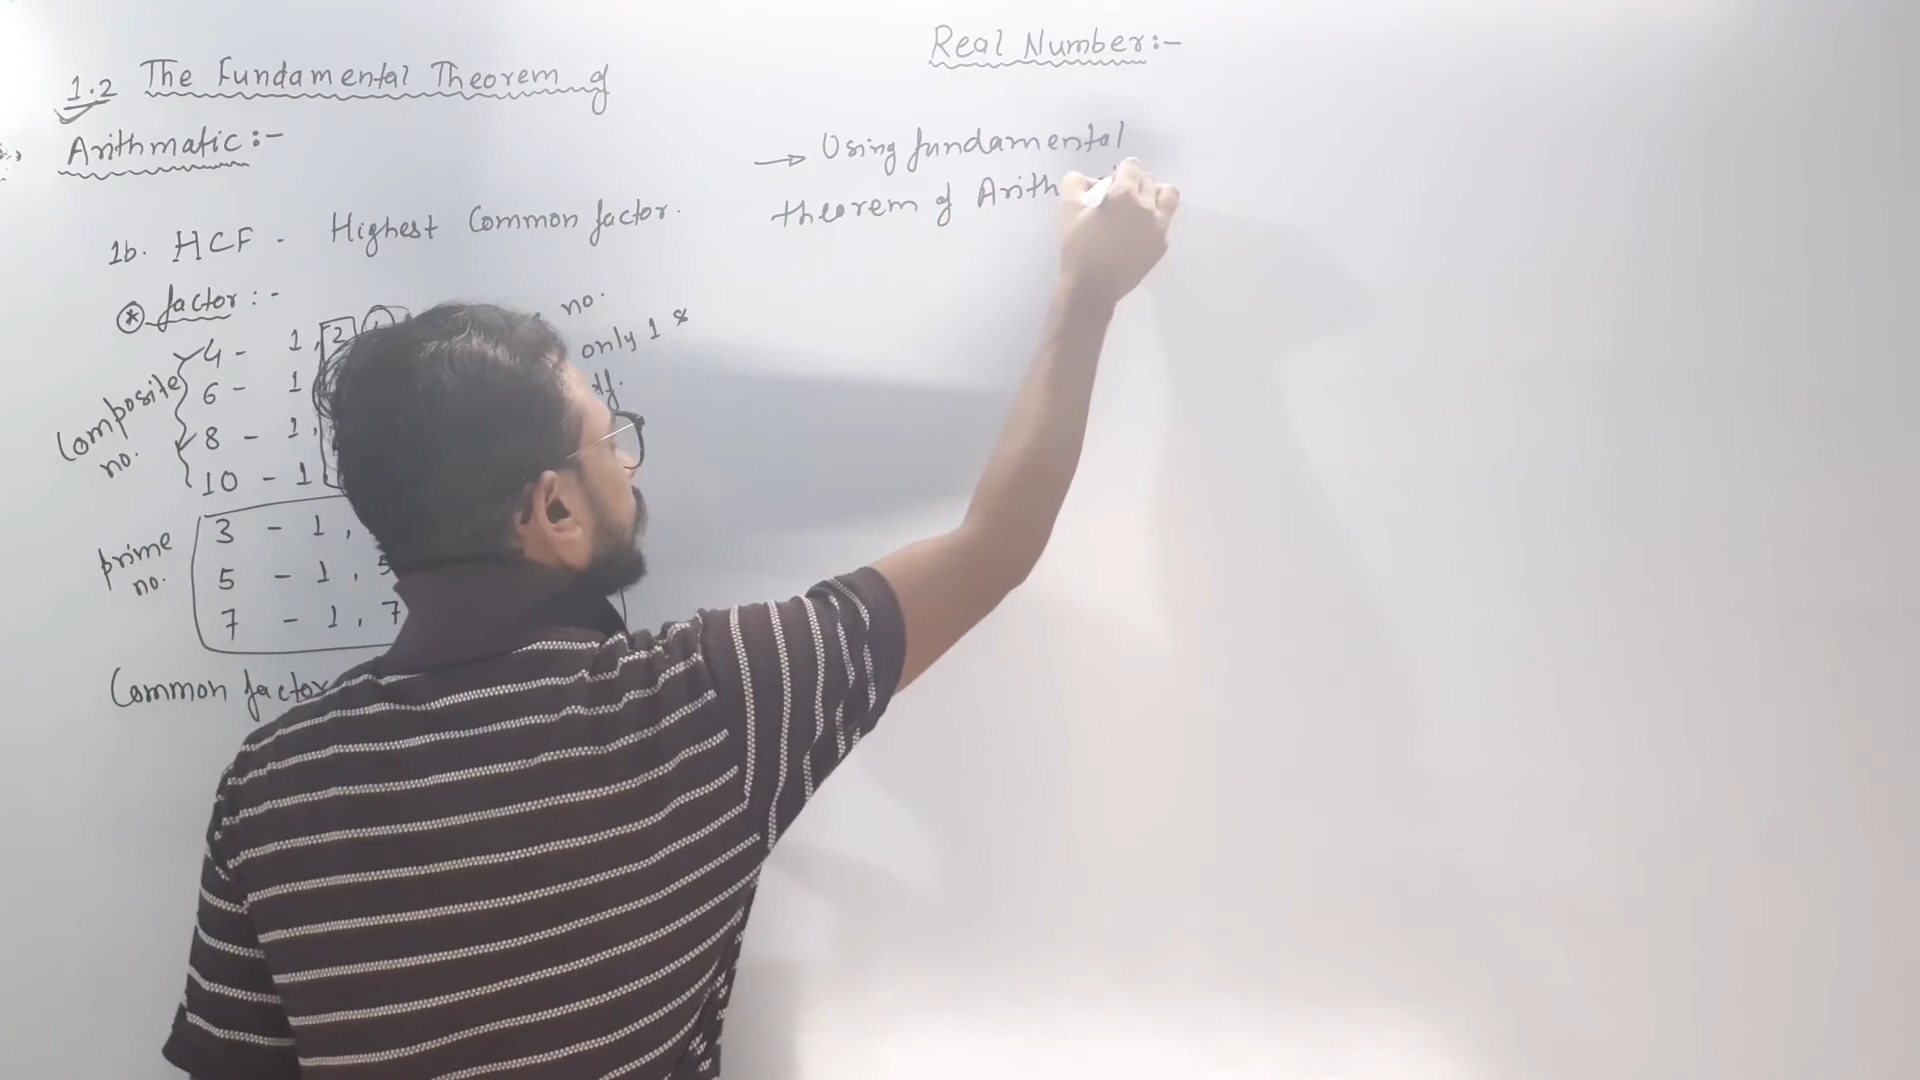 Real Number:-
1.2 The Fundamental Theorem of
Arithmatic:-
1b. HCF - Highest Common factor.
* factor:-
Composite no.
4 - 1, 2
6 - 1
8 - 1,
10 - 1
no.
only 1 &
prime no.
3 - 1,
5 - 1, 5
7 - 1, 7
Common factor
→ Using fundamental
theorem of Arith